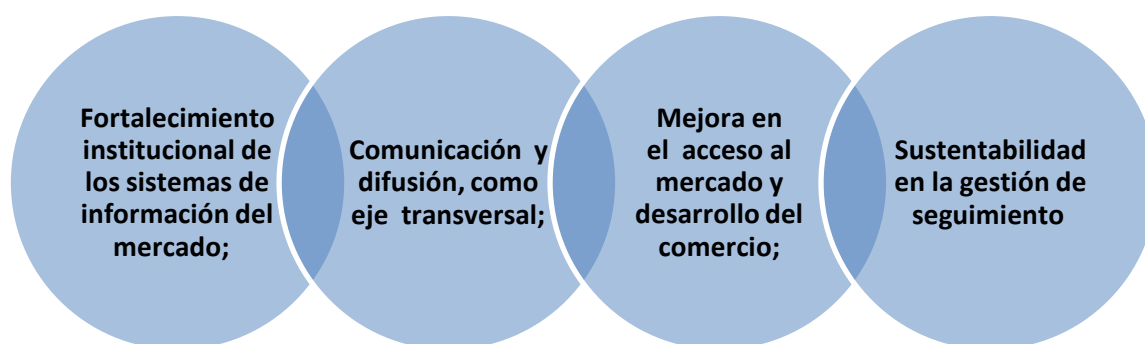 Fortalecimiento
institucional de
los sistemas de
información del
mercado;
Comunicación y
difusión, como
eje transversal;
Mejora en
el acceso al
mercado y
desarrollo del
comercio;
Sustentabilidad
en la gestión de
seguimiento